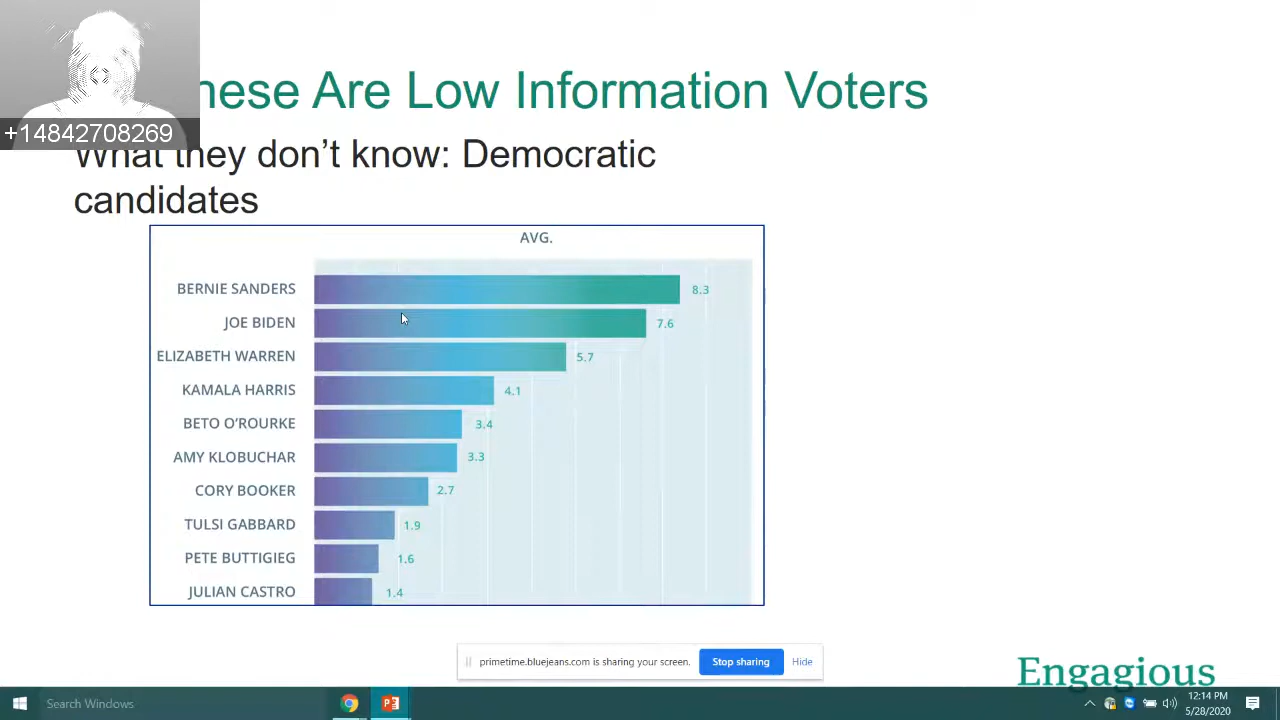 hese Are Low Information Voters
+14842708269
What they don't know: Democratic
candidates
AVG.
BERNIE SANDERS 8.3
JOE BIDEN 7.6
ELIZABETH WARREN 5.7
KAMALA HARRIS 4.1
BETO O'ROURKE 3.4
AMY KLOBUCHAR 3.3
CORY BOOKER 2.7
TULSI GABBARD 1.9
PETE BUTTIGIEG 1.6
JULIAN CASTRO 1.4
primetime.bluejeans.com is sharing your screen. Stop sharing Hide
Engagious
Search Windows
12:14 PM
5/28/2020